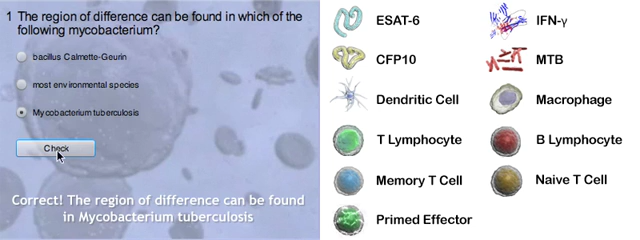 1 The region of difference can be found in which of the
following mycobacterium?
bacillus Calmette-Geurin
most environmental species
Mycobacterium tuberculosis
Check
Correct! The region of difference can be found
in Mycobacterium tuberculosis
ESAT-6
IFN-γ
CFP10
MTB
Dendritic Cell
Macrophage
T Lymphocyte
B Lymphocyte
Memory T Cell
Naive T Cell
Primed Effector